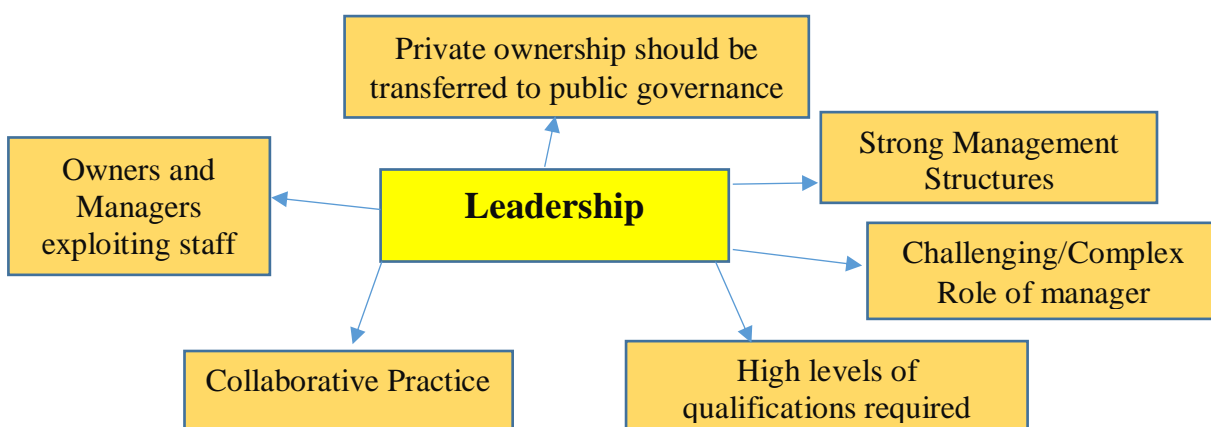 Private ownership should be
transferred to public governance
Strong Management
Structures
Owners and
Managers
exploiting staff
Leadership
Challenging/Complex
Role of manager
Collaborative Practice
High levels of
qualifications required